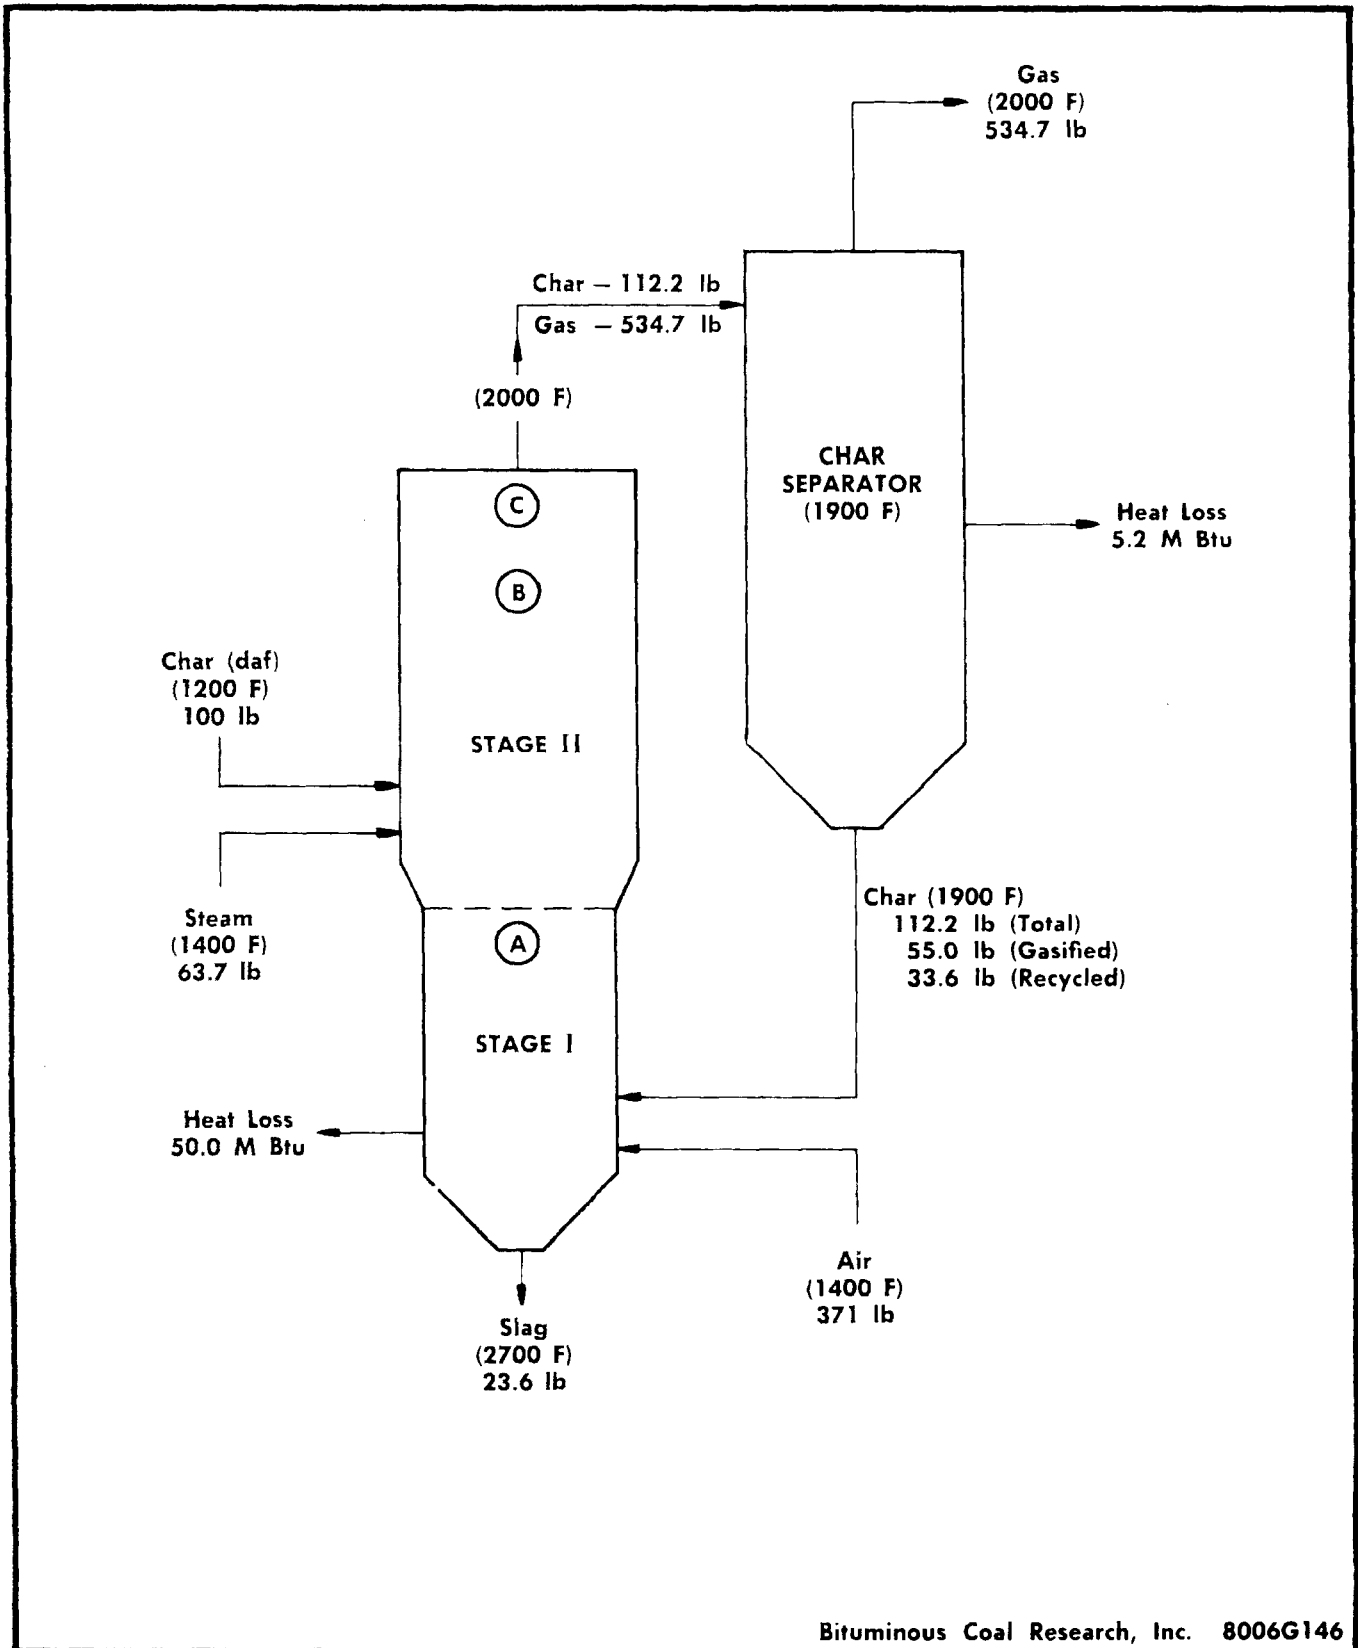 Gas
(2000 F)
534.7 lb
Char – 112.2 lb
Gas – 534.7 lb
(2000 F)
CHAR
SEPARATOR
(1900 F)
C
Heat Loss
5.2 M Btu
B
Char (daf)
(1200 F)
100 lb
STAGE II
Steam
(1400 F)
63.7 lb
Char (1900 F)
112.2 lb (Total)
55.0 lb (Gasified)
33.6 lb (Recycled)
A
STAGE I
Heat Loss
50.0 M Btu
Air
(1400 F)
371 lb
Slag
(2700 F)
23.6 lb
Bituminous Coal Research, Inc. 8006G146